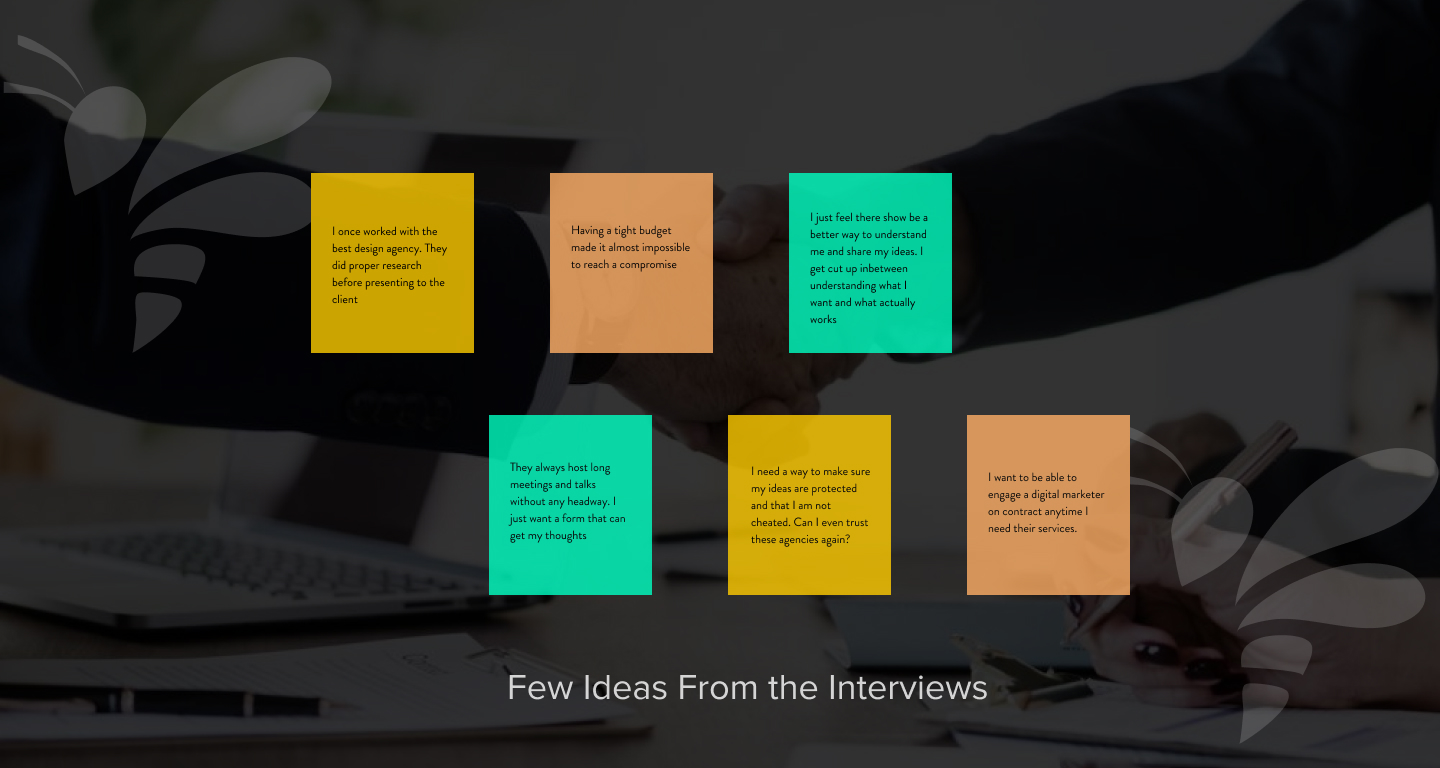 I once worked with the
best design agency. They
did proper research
before presenting to the
client
Having a tight budget
made it almost impossible
to reach a compromise
I just feel there show be a
better way to understand
me and share my ideas. I
get cut up inbetween
understanding what I
want and what actually
works
They always host long
meetings and talks
without any headway. I
just want a form that can
get my thoughts
I need a way to make sure
my ideas are protected
and that I am not
cheated. Can I even trust
these agencies again?
I want to be able to
engage a digital marketer
on contract anytime I
need their services.
Few Ideas From the Interviews